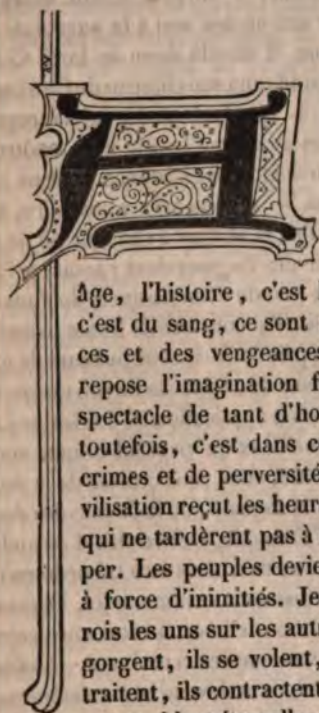 A
âge, l'histoire, c'est
c'est du sang, ce sont
ces et des vengeances
repose l'imagination f
spectacle de tant d'ho
toutefois, c'est dans c
crimes et de perversité
vilisation reçut les heur
qui ne tardèrent pas à
per. Les peuples devie
à force d'inimitiés. Je
rois les uns sur les aut
gorgent, ils se volent,
traitent, ils contractent